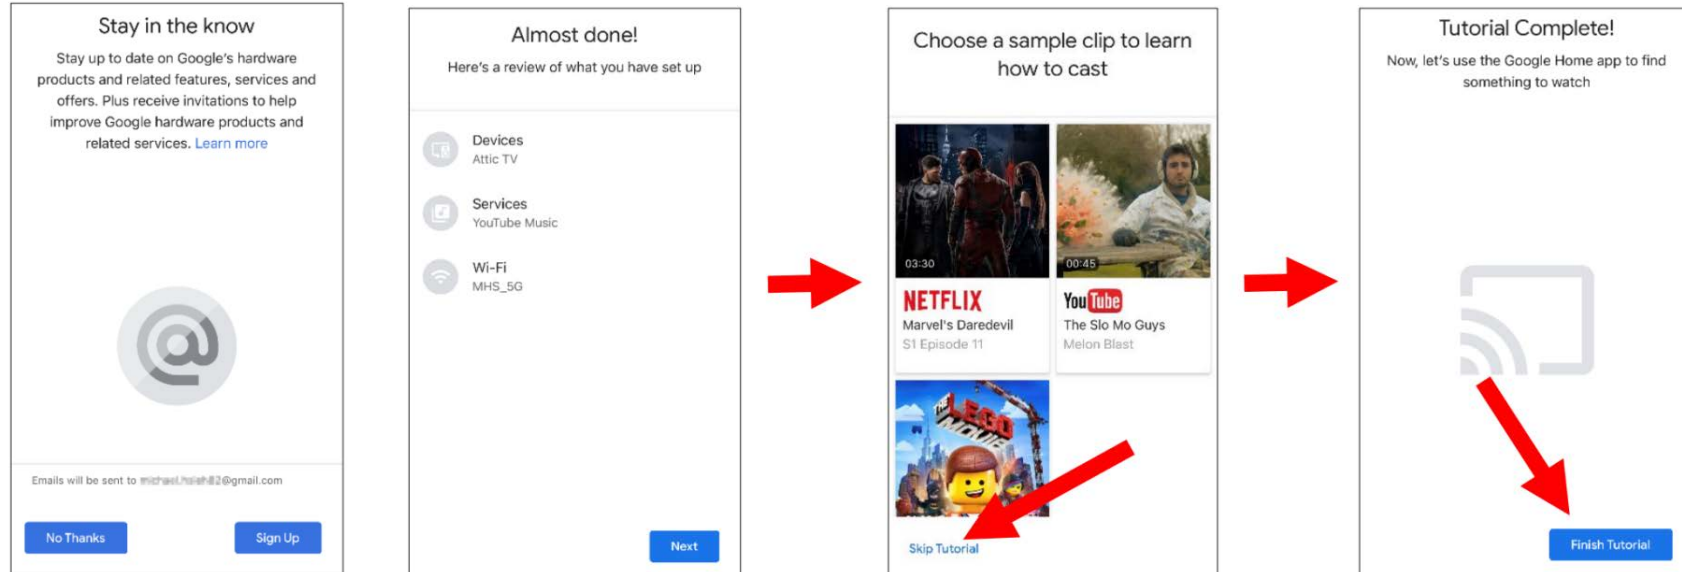 Stay in the know
Stay up to date on Google's hardware
products and related features, services and
offers. Plus receive invitations to help
improve Google hardware products and
related services. Learn more
Emails will be sent to @gmail.com
No Thanks
Sign Up
Almost done!
Here's a review of what you have set up
Devices
Attic TV
Services
YouTube Music
Wi-Fi
MHS_5G
Next
Choose a sample clip to learn
how to cast
03:30
NETFLIX
Marvel's Daredevil
S1 Episode 11
00:45
YouTube
The Slo Mo Guys
Melon Blast
THE
LEGO
MOVIE
Skip Tutorial
Tutorial Complete!
Now, let's use the Google Home app to find
something to watch
Finish Tutorial